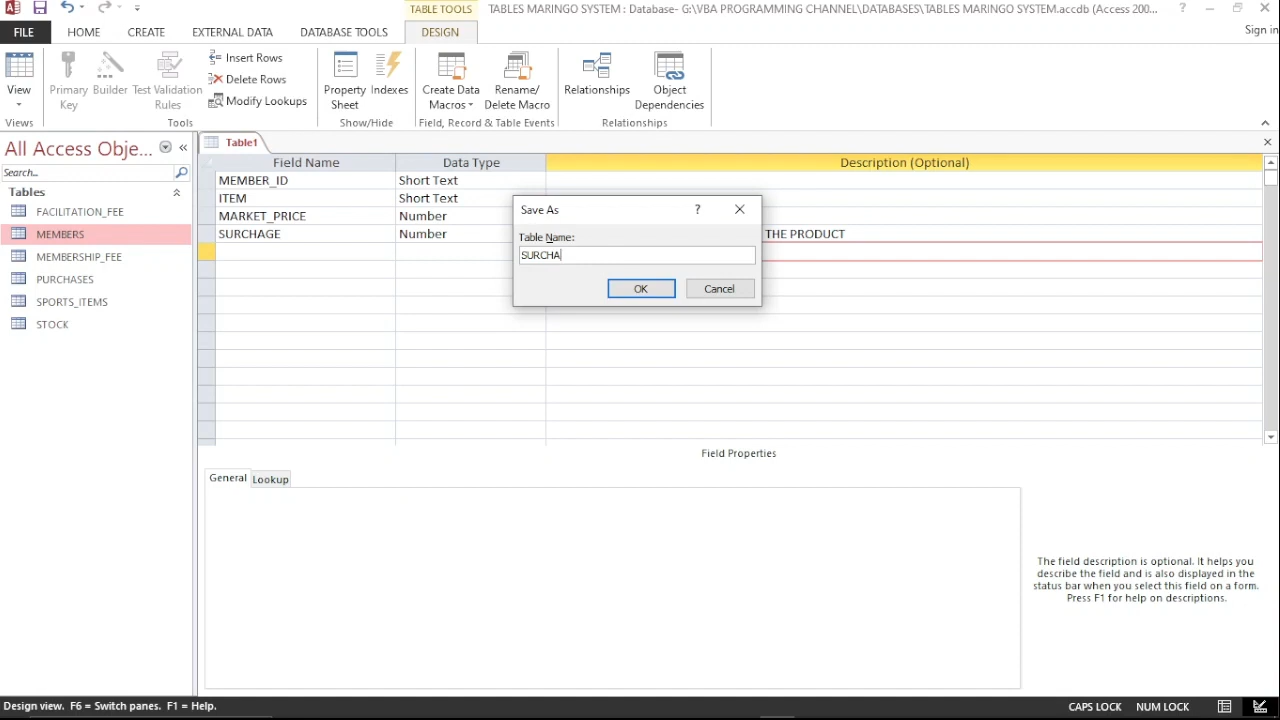 TABLE TOOLS
TABLES MARINGO SYSTEM : Database- G:\VBA PROGRAMMING CHANNEL\DATABASES\TABLES MARINGO SYSTEM.accdb (Access 200...
?
FILE
HOME
CREATE
EXTERNAL DATA
DATABASE TOOLS
DESIGN
Sign in
View
Primary Key
Builder
Test Validation Rules
Insert Rows
Delete Rows
Modify Lookups
Property Sheet
Indexes
Create Data Macros
Rename/ Delete Macro
Relationships
Object Dependencies
Views
Tools
Show/Hide
Field, Record & Table Events
Relationships
All Access Obje...
Search...
Tables
FACILITATION_FEE
MEMBERS
MEMBERSHIP_FEE
PURCHASES
SPORTS_ITEMS
STOCK
Table1
Field Name Data Type Description (Optional)
MEMBER_ID Short Text
ITEM Short Text
MARKET_PRICE Number
SURCHAGE Number THE PRODUCT
Save As ?
Table Name:
SURCHA
OK Cancel
Field Properties
General Lookup
The field description is optional. It helps you
describe the field and is also displayed in the
status bar when you select this field on a form.
Press F1 for help on descriptions.
Design view. F6 = Switch panes. F1 = Help.
CAPS LOCK NUM LOCK